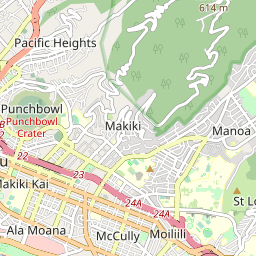 614 m
Pacific Heights
Punchbowl
Punchbowl
Crater
Makiki
Manoa
22
23
Makiki Kai
24A
St Lo
24A
Ala Moana
McCully
Moiliili